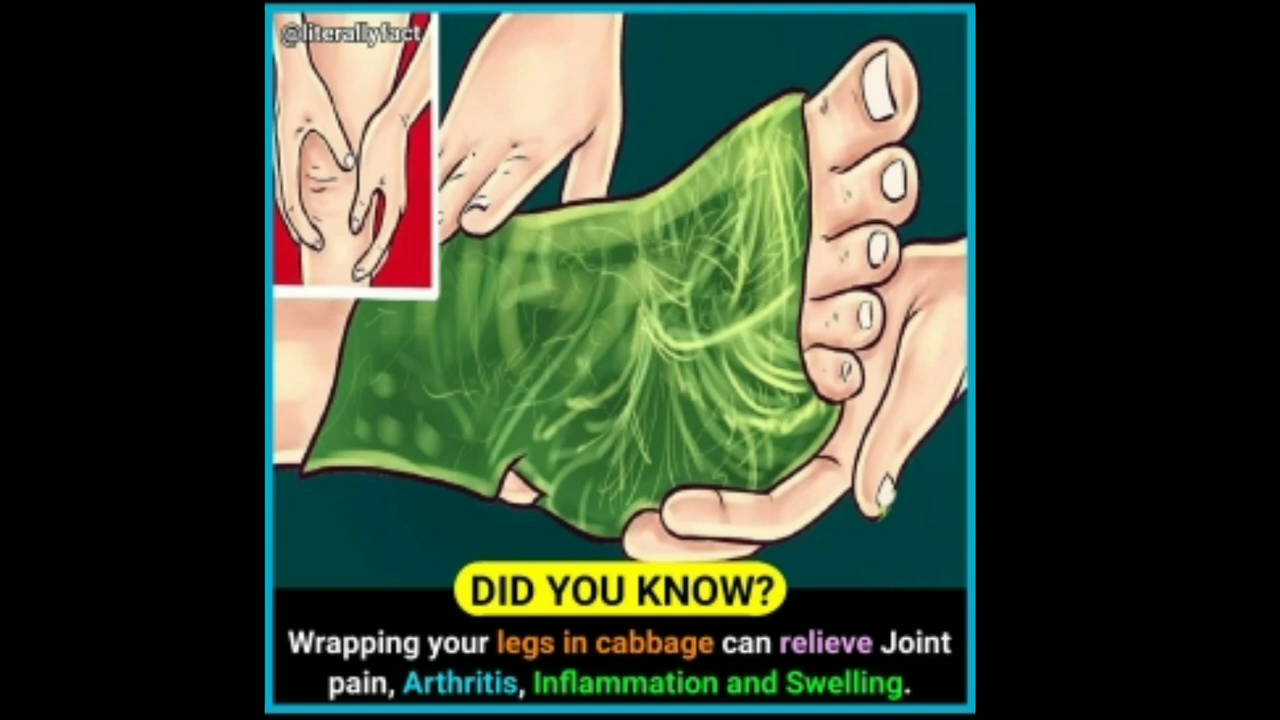 @literallyfact
DID YOU KNOW?
Wrapping your legs in cabbage can relieve Joint
pain, Arthritis, Inflammation and Swelling.